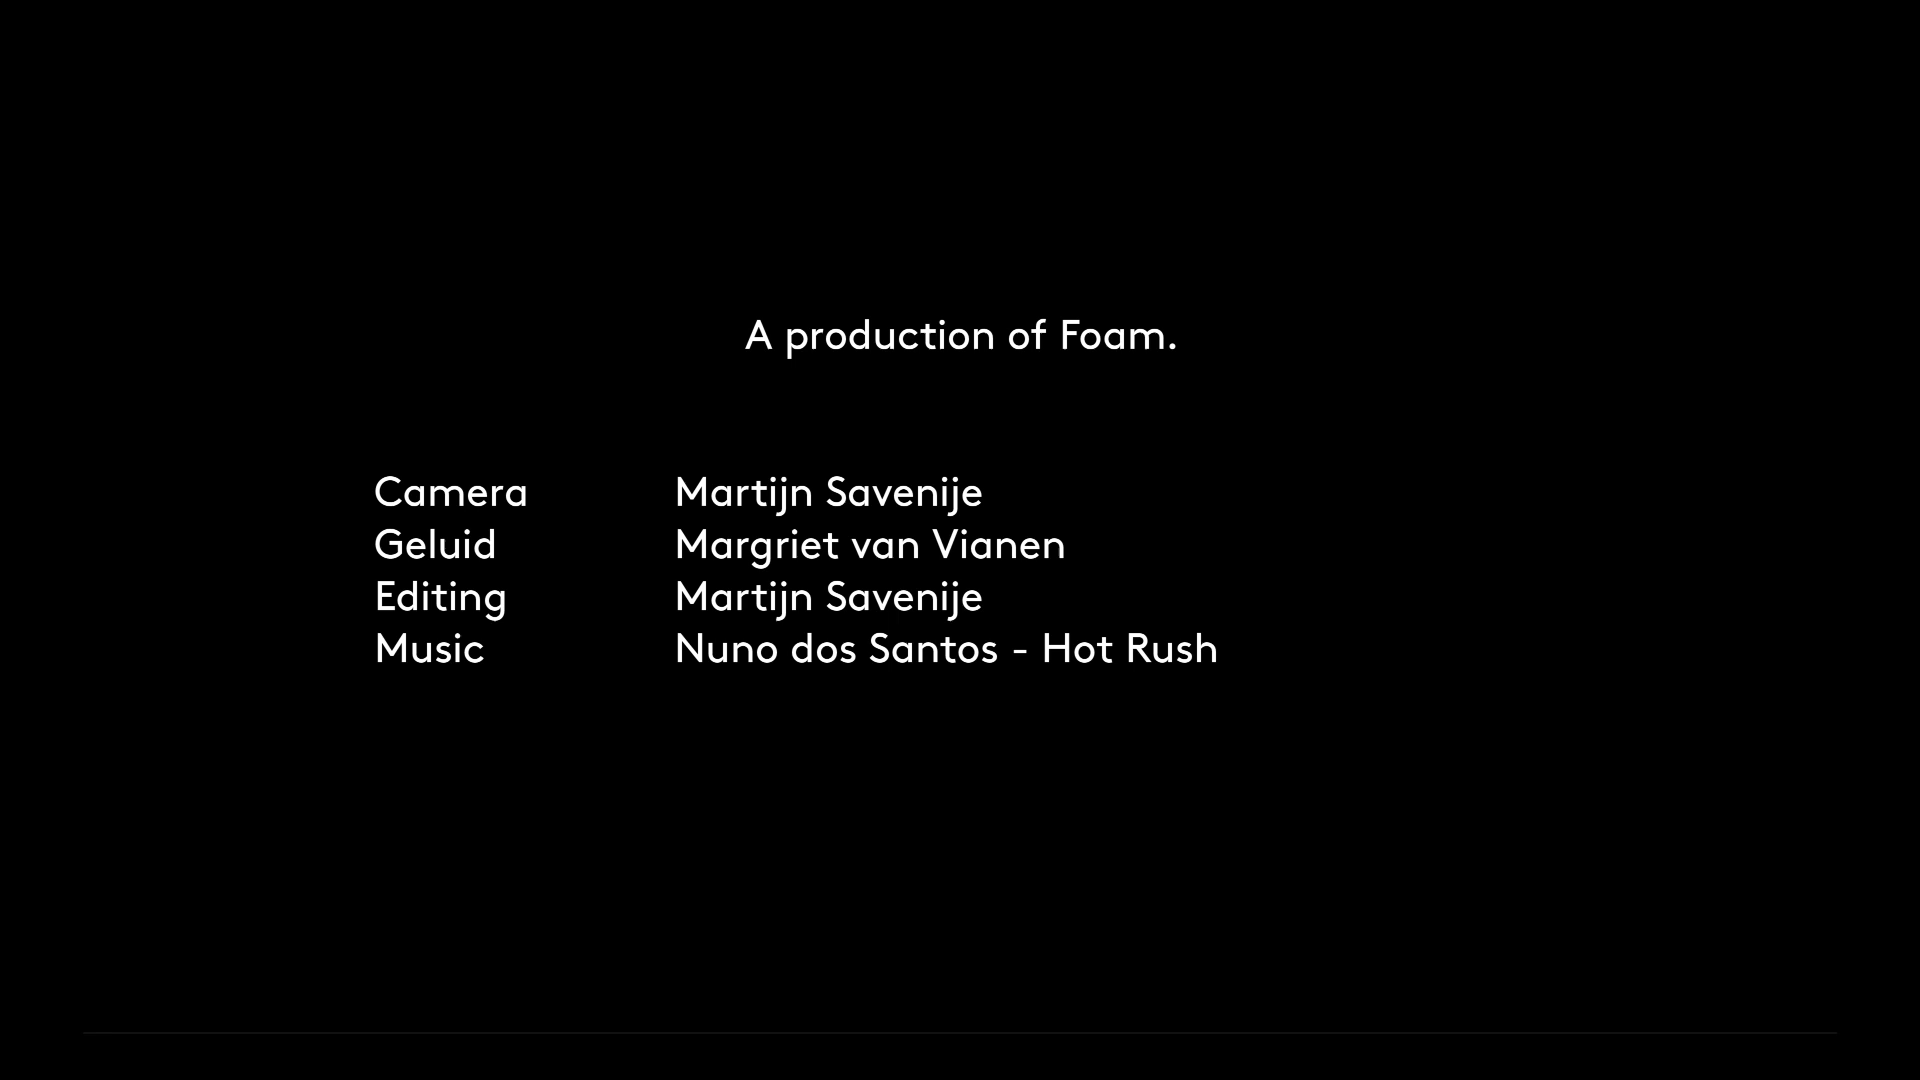 A production of Foam.
Camera Martijn Savenije
Geluid Margriet van Vianen
Editing Martijn Savenije
Music Nuno dos Santos - Hot Rush